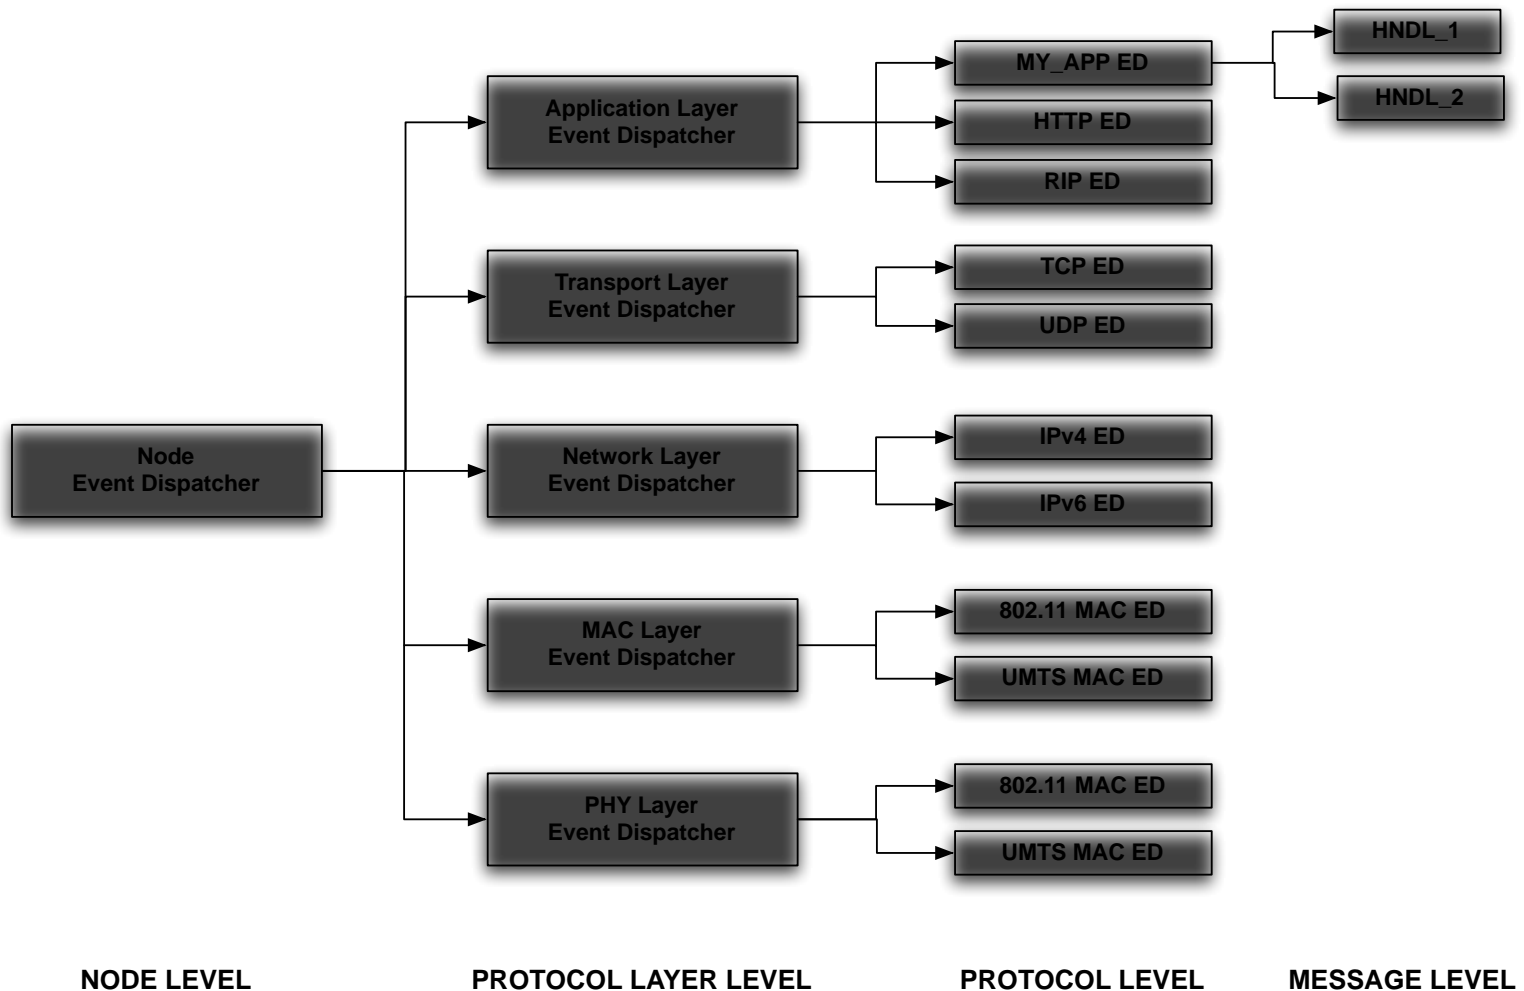 HNDL_1
MY_APP ED
HNDL_2
Application Layer
Event Dispatcher
HTTP ED
RIP ED
TCP ED
Transport Layer
Event Dispatcher
UDP ED
IPv4 ED
Node
Event Dispatcher
Network Layer
Event Dispatcher
IPv6 ED
802.11 MAC ED
MAC Layer
Event Dispatcher
UMTS MAC ED
802.11 MAC ED
PHY Layer
Event Dispatcher
UMTS MAC ED
NODE LEVEL
PROTOCOL LAYER LEVEL
PROTOCOL LEVEL
MESSAGE LEVEL